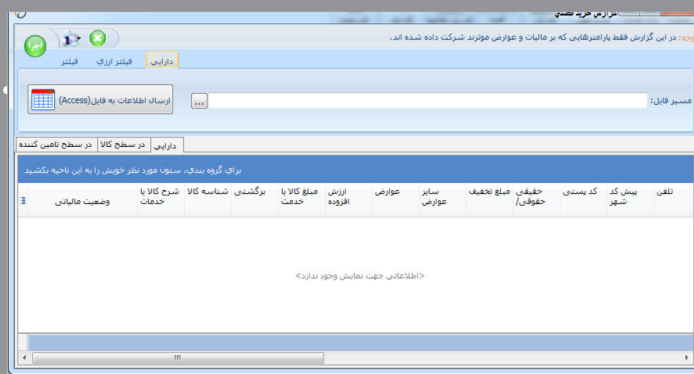 گزارش خرید فصلی
توجه: در این گزارش فقط پارامترهایی که بر مالیات و عوارض موثرند شرکت داده شده اند.
اجرا
دارایی فیلتر ارزی فیلتر
مسیر فایل: ... ارسال اطلاعات به فایل(Access)
دارایی در سطح کالا در سطح تامین کننده
برای گروه بندی، ستون مورد نظر خویش را به این ناحیه بکشید
تلفن پیش کد شهر کد پستی حقیقی/حقوقی مبلغ تخفیف سایر عوارض عوارض ارزش افزوده مبلغ کالا یا خدمت برگشتی شناسه کالا شرح کالا یا خدمات وضعیت مالیاتی
<اطلاعاتی جهت نمایش وجود ندارد>